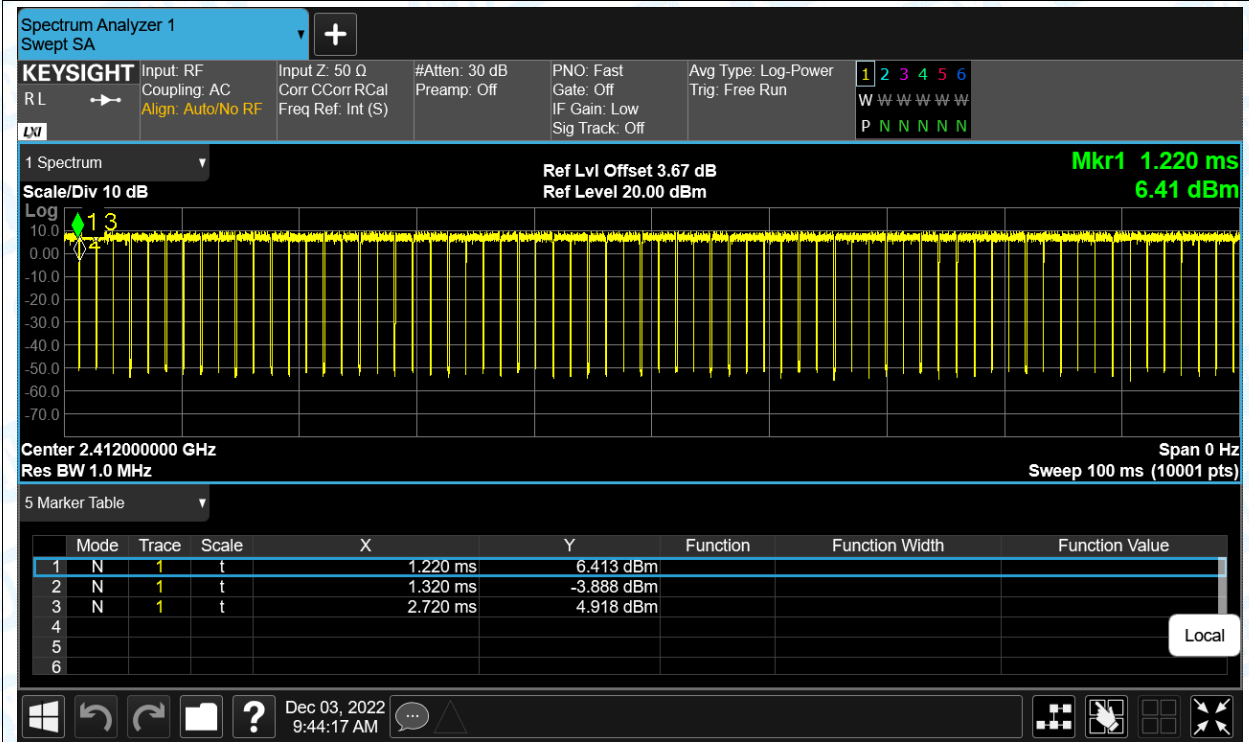 Spectrum Analyzer 1
Swept SA
KEYSIGHT
R L
LXI
Input: RF
Coupling: AC
Align: Auto/No RF
Input Z: 50 Ω
Corr CCorr RCal
Freq Ref: Int (S)
#Atten: 30 dB
Preamp: Off
PNO: Fast
Gate: Off
IF Gain: Low
Sig Track: Off
Avg Type: Log-Power
Trig: Free Run
1 2 3 4 5 6
W W W W W W
P N N N N N
1 Spectrum
Scale/Div 10 dB
Ref Lvl Offset 3.67 dB
Ref Level 20.00 dBm
Mkr1 1.220 ms
6.41 dBm
Log
1 3
10.0
0.00
-10.0
-20.0
-30.0
-40.0
-50.0
-60.0
-70.0
Center 2.412000000 GHz
Res BW 1.0 MHz
Span 0 Hz
Sweep 100 ms (10001 pts)
5 Marker Table
Mode Trace Scale X Y Function Function Width Function Value
1 N 1 t 1.220 ms 6.413 dBm
2 N 1 t 1.320 ms -3.888 dBm
3 N 1 t 2.720 ms 4.918 dBm
4
5
6
Local
?
Dec 03, 2022
9:44:17 AM